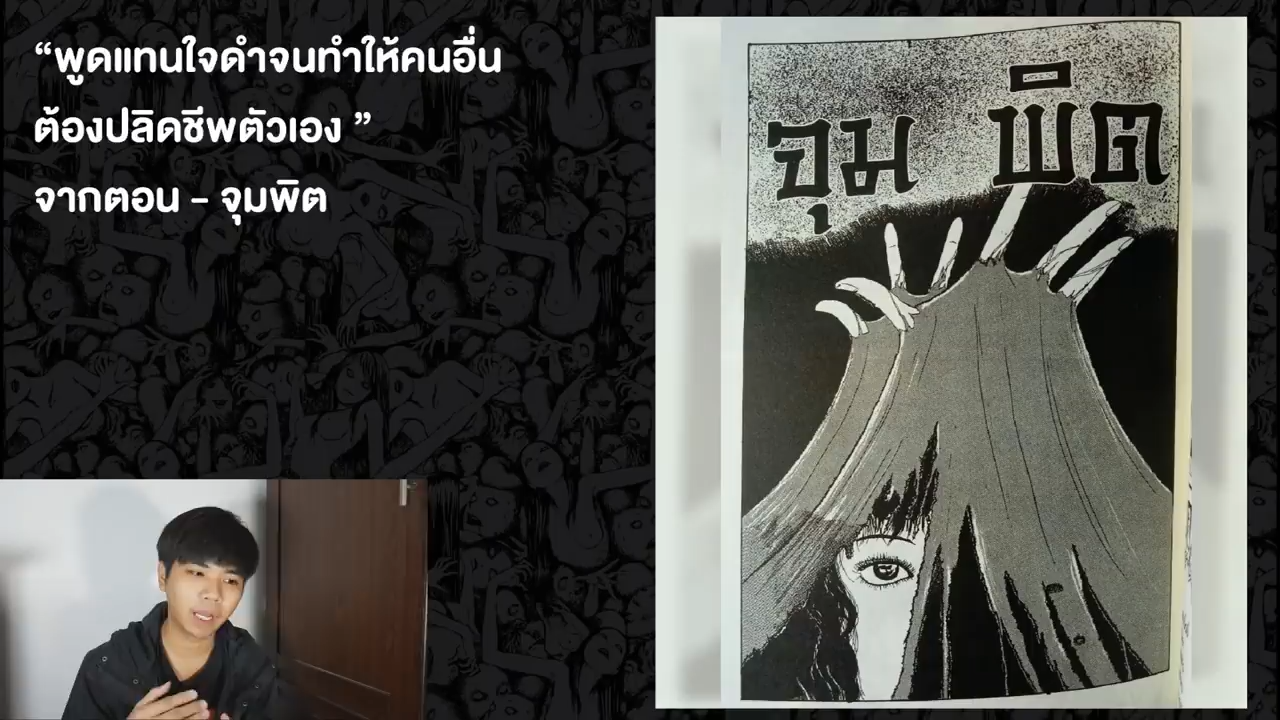 “พูดแทนใจดำจนทำให้คนอื่น
ต้องปลิดชีพตัวเอง ”
จากตอน - จุมพิต
จุม พิต